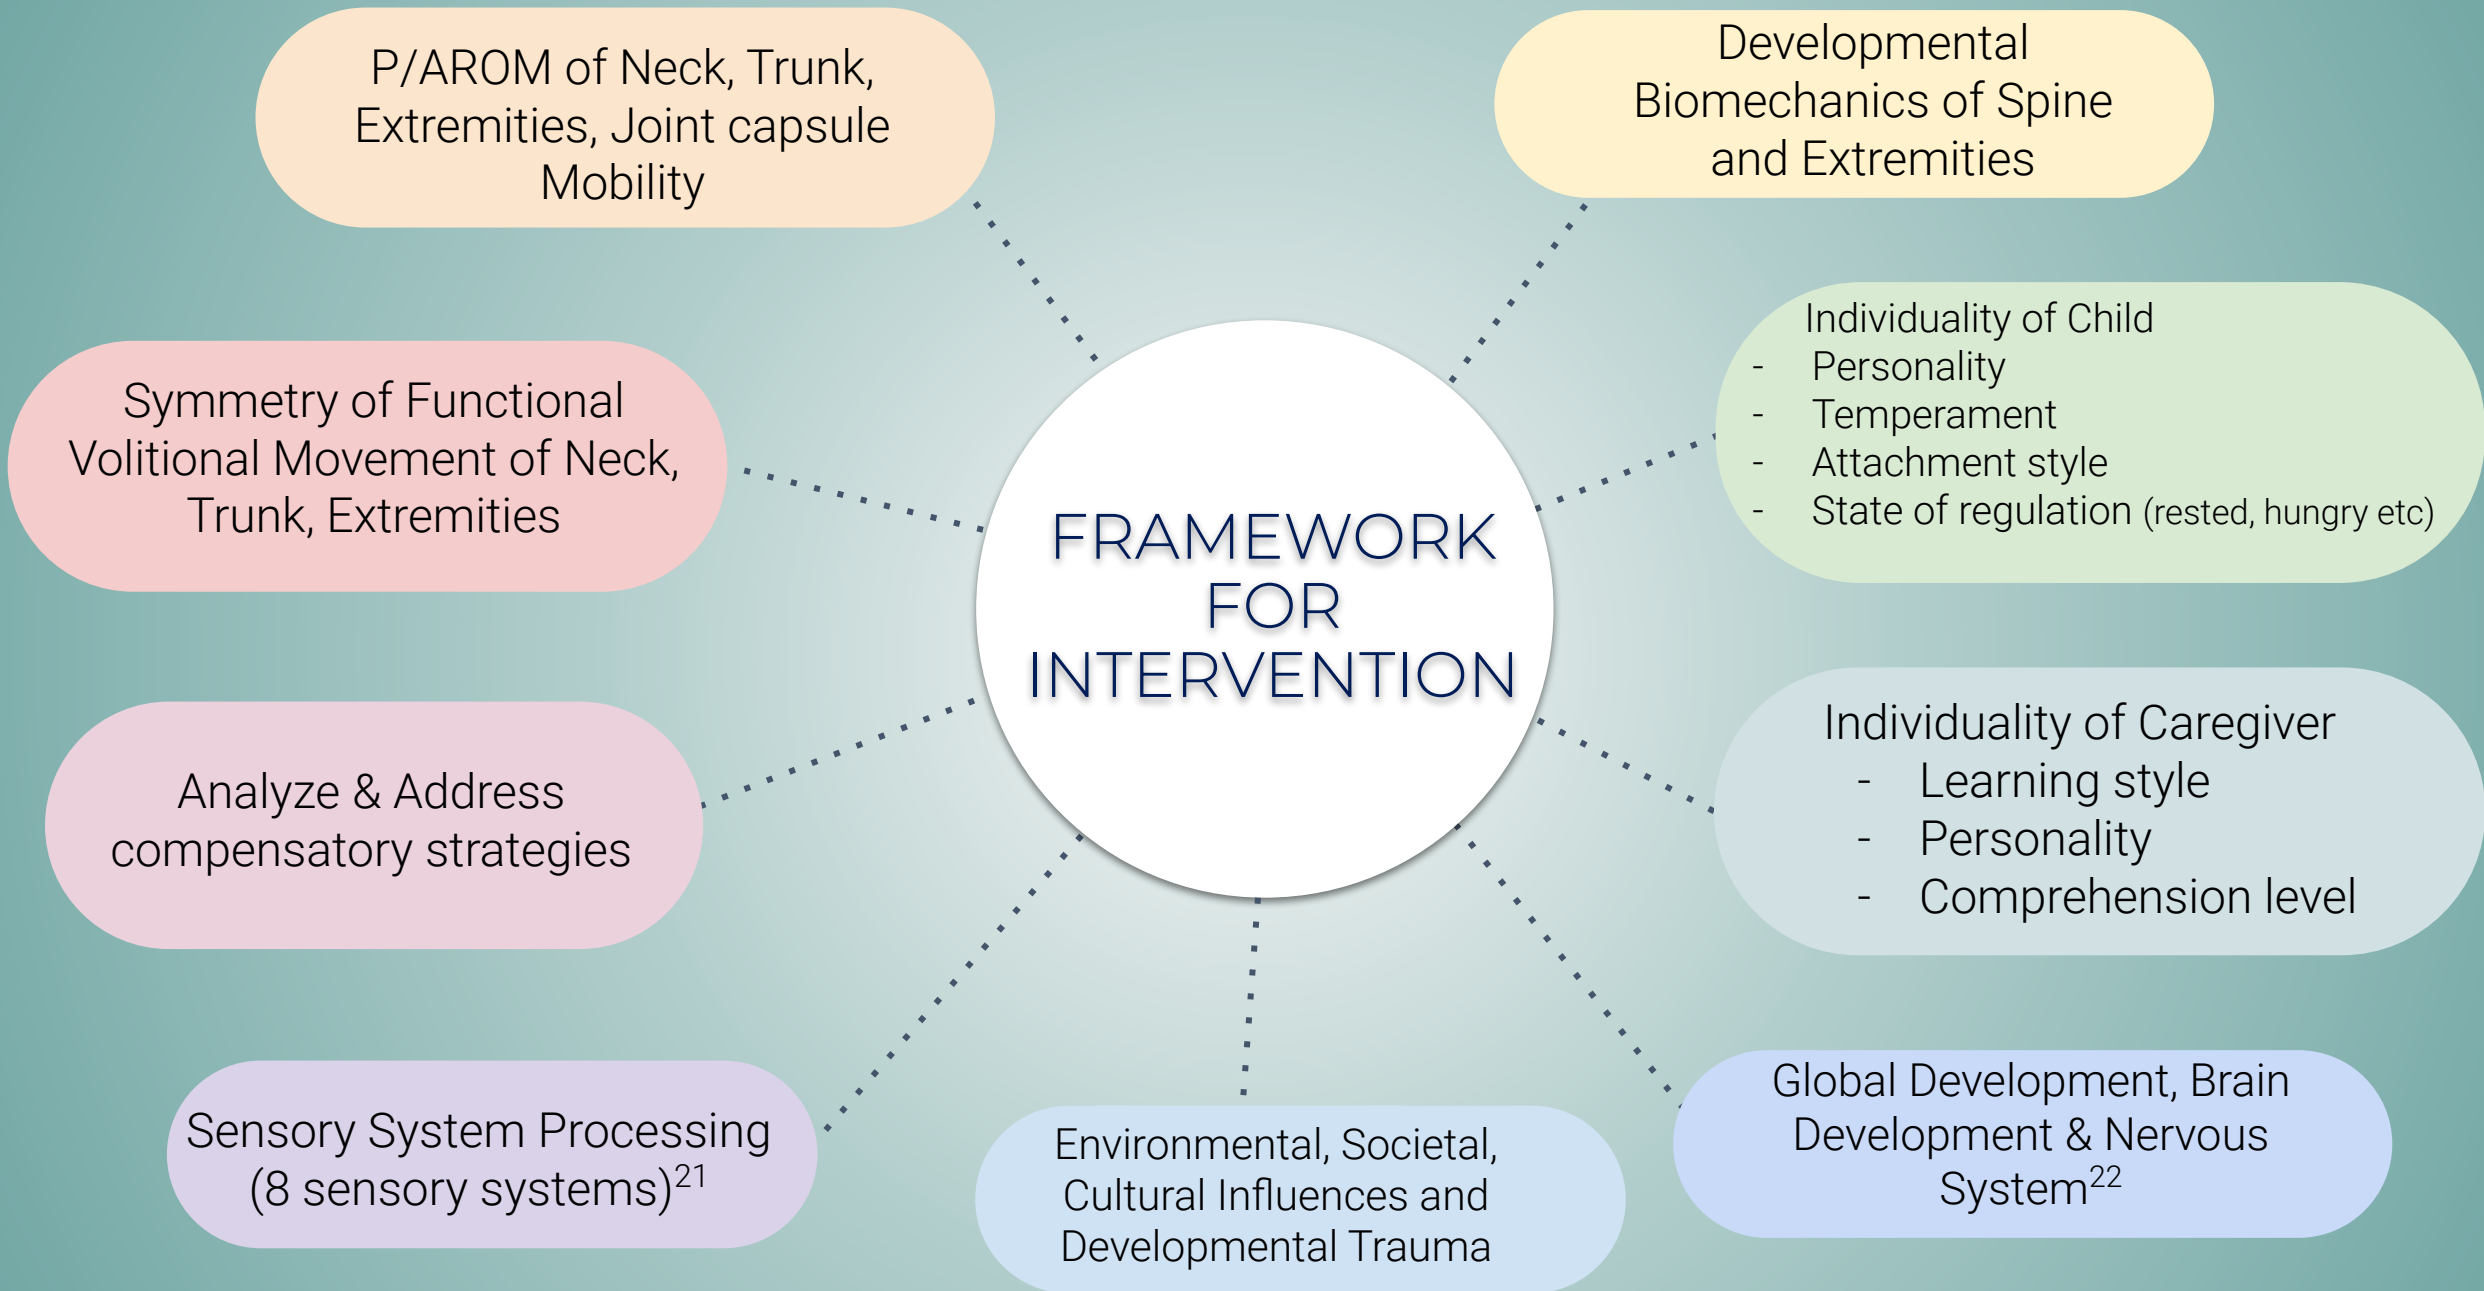 P/AROM of Neck, Trunk,
Extremities, Joint capsule
Mobility
Developmental
Biomechanics of Spine
and Extremities
Symmetry of Functional
Volitional Movement of Neck,
Trunk, Extremities
FRAMEWORK
FOR
INTERVENTION
Individuality of Child
- Personality
- Temperament
- Attachment style
- State of regulation (rested, hungry etc)
Analyze & Address
compensatory strategies
Individuality of Caregiver
- Learning style
- Personality
- Comprehension level
Sensory System Processing
(8 sensory systems)21
Environmental, Societal,
Cultural Influences and
Developmental Trauma
Global Development, Brain
Development & Nervous
System22